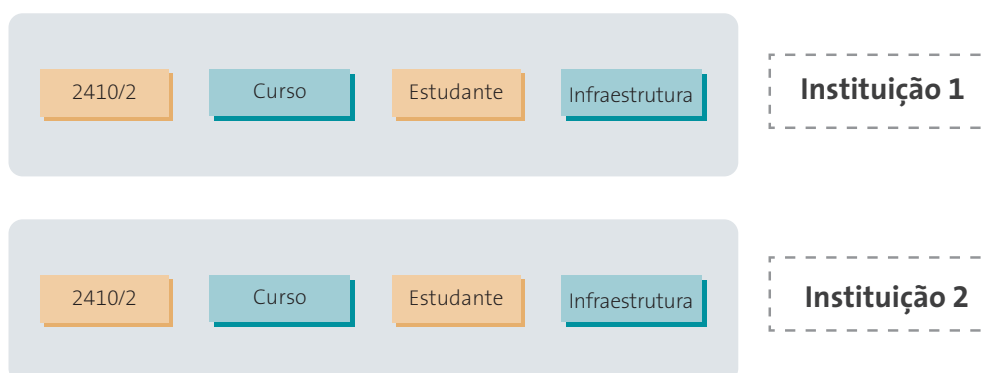 2410/2 Curso Estudante Infraestrutura Instituição 1
2410/2 Curso Estudante Infraestrutura Instituição 2